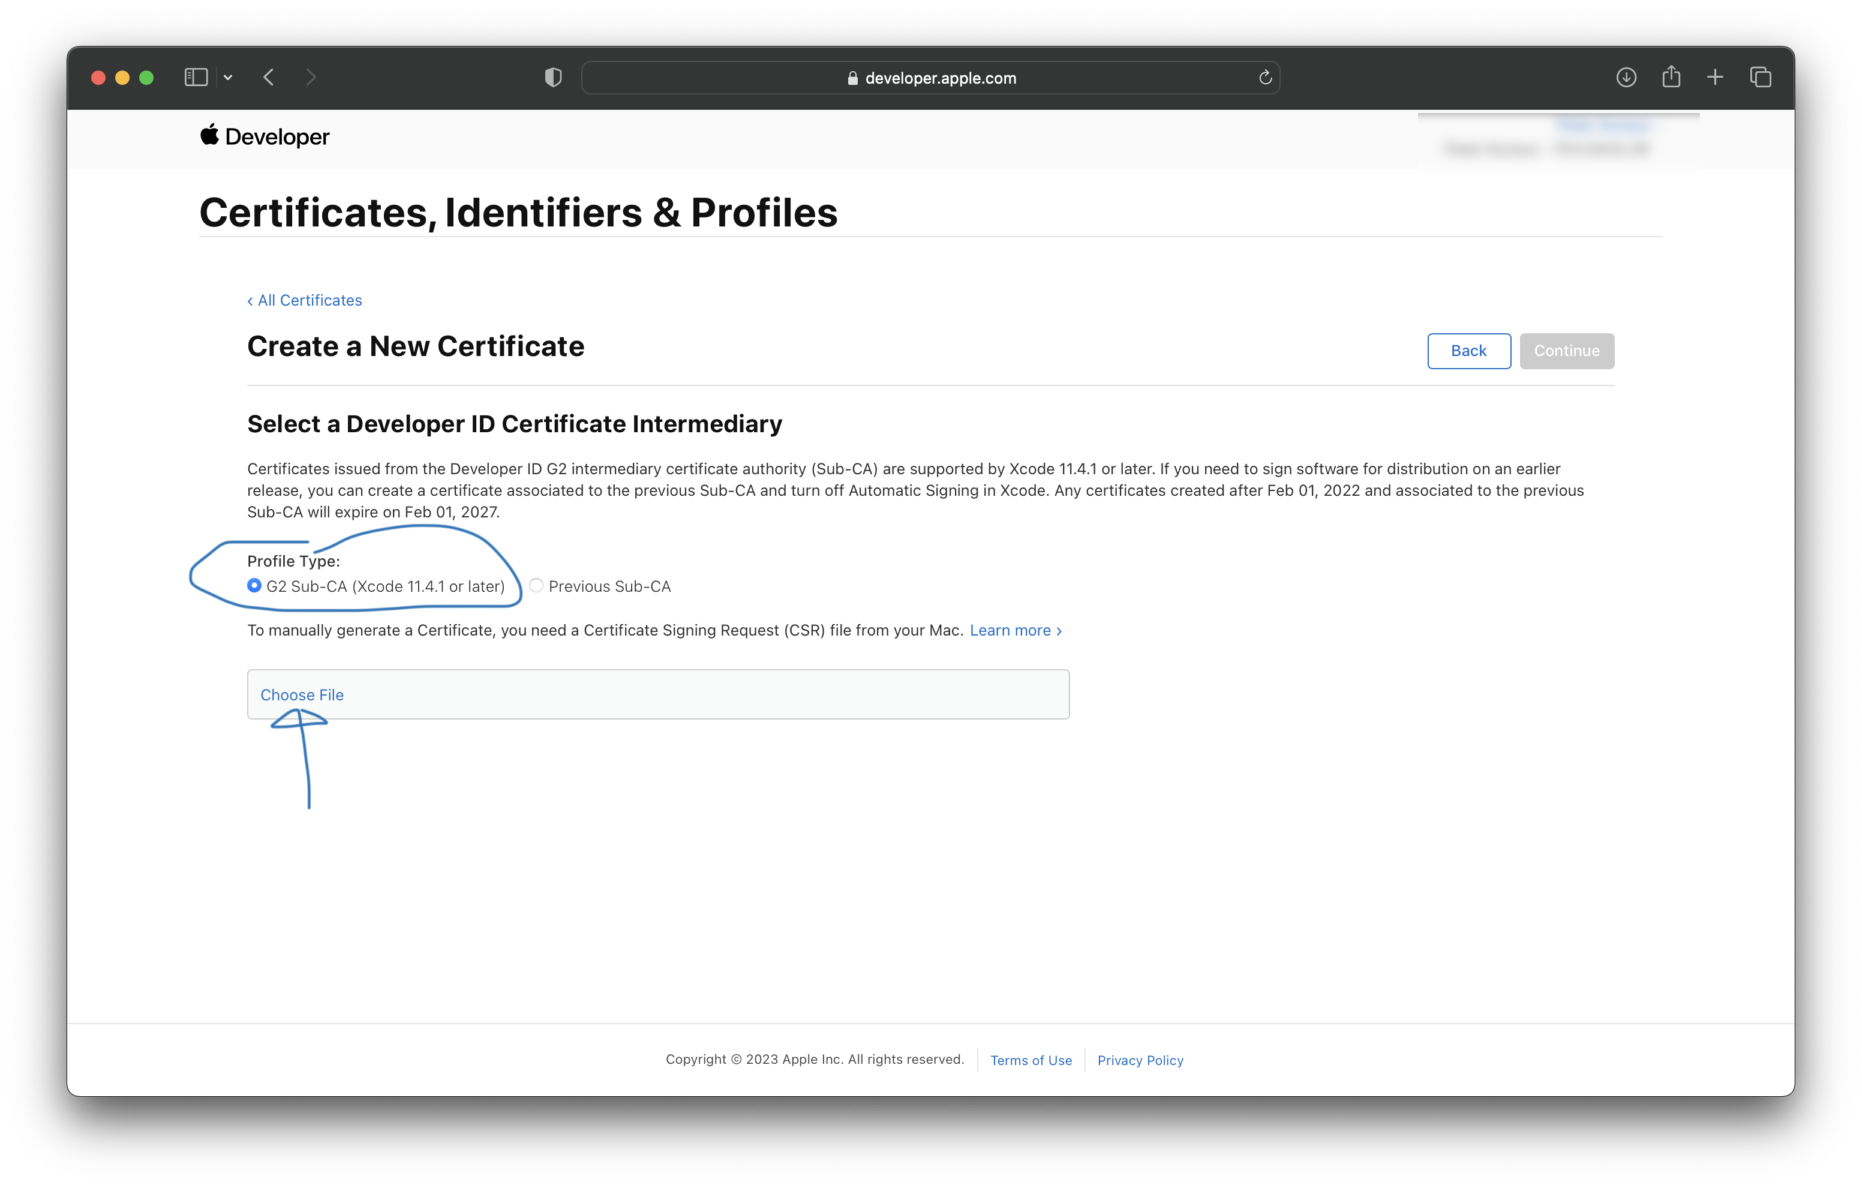 developer.apple.com
Developer
Certificates, Identifiers & Profiles
‹ All Certificates
Create a New Certificate
Back
Continue
Select a Developer ID Certificate Intermediary
Certificates issued from the Developer ID G2 intermediary certificate authority (Sub-CA) are supported by Xcode 11.4.1 or later. If you need to sign software for distribution on an earlier
release, you can create a certificate associated to the previous Sub-CA and turn off Automatic Signing in Xcode. Any certificates created after Feb 01, 2022 and associated to the previous
Sub-CA will expire on Feb 01, 2027.
Profile Type:
G2 Sub-CA (Xcode 11.4.1 or later) Previous Sub-CA
To manually generate a Certificate, you need a Certificate Signing Request (CSR) file from your Mac. Learn more ›
Choose File
Copyright © 2023 Apple Inc. All rights reserved. Terms of Use Privacy Policy